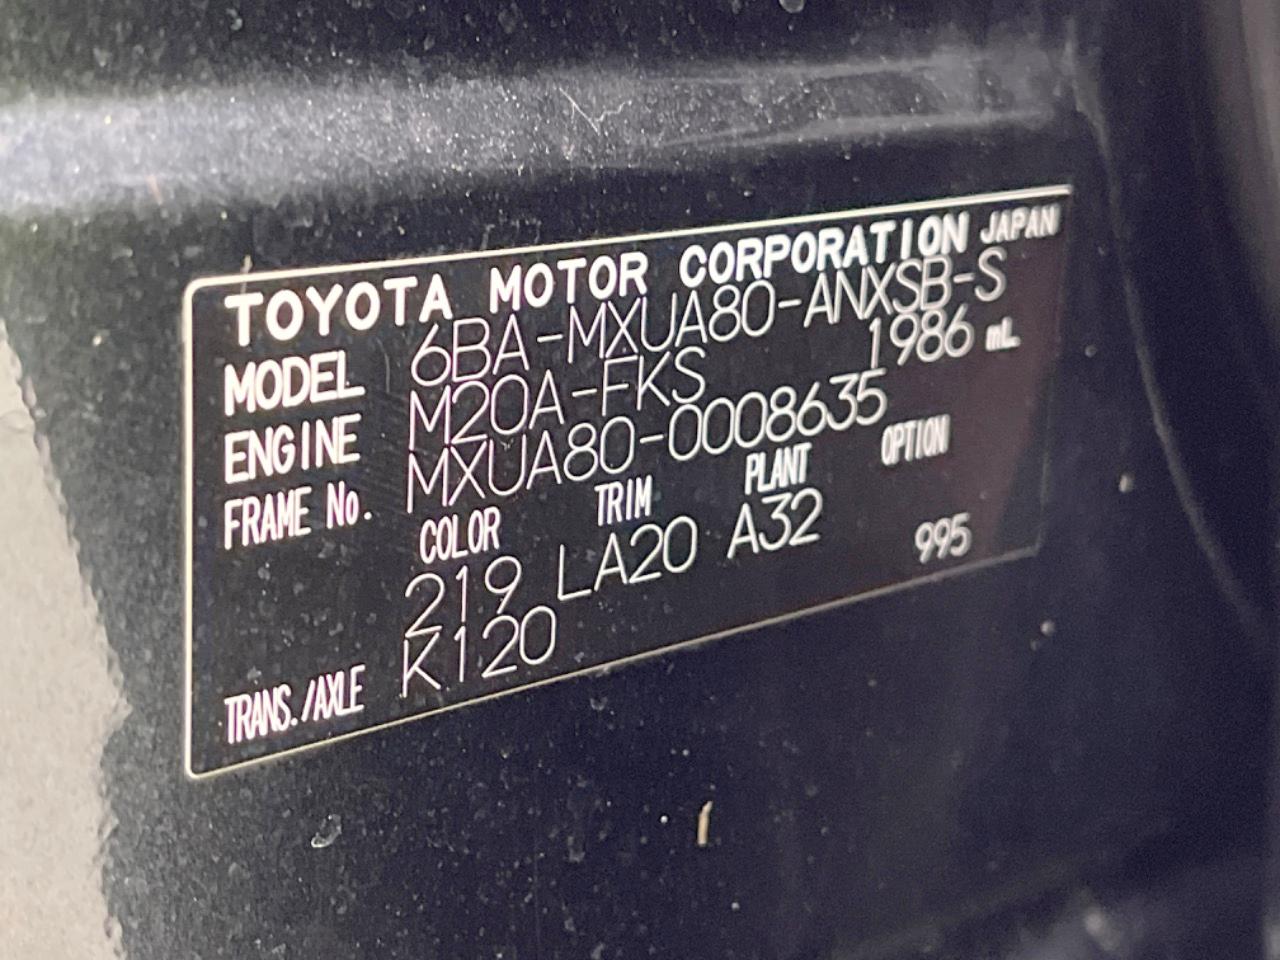 TOYOTA MOTOR CORPORATION JAPAN
MODEL 6BA-MXUA80-ANXSB-S
ENGINE M20A-FKS 1986 mL
FRAME No. MXUA80-0008635
COLOR TRIM PLANT OPTION
219 LA20 A32 995
TRANS./AXLE K120